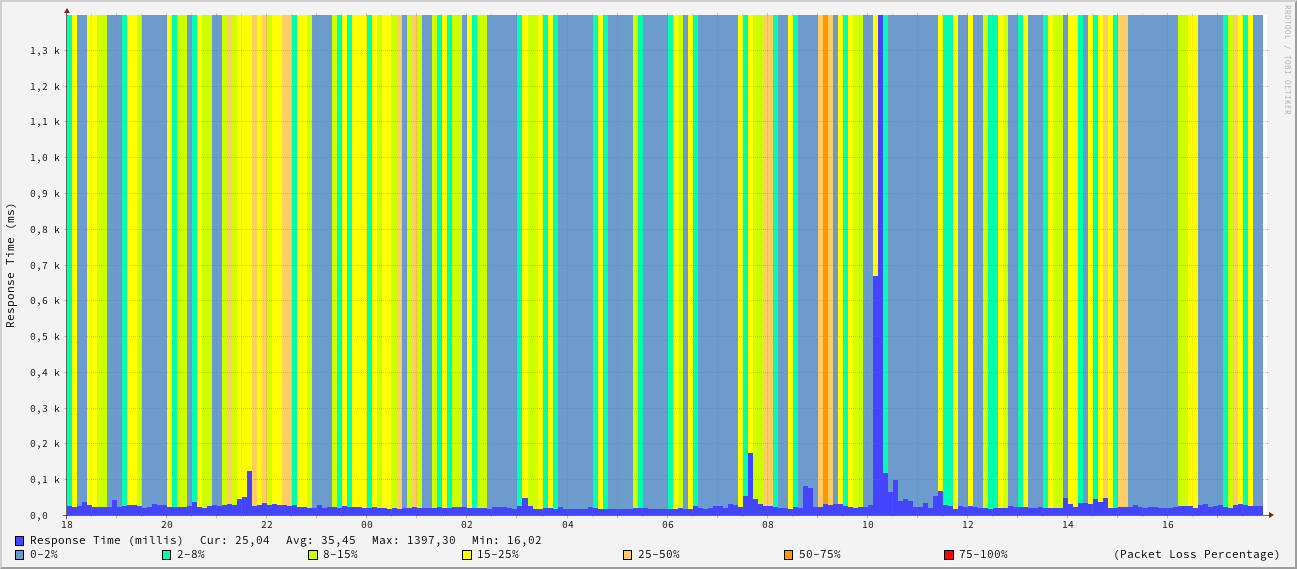 RRDTOOL / TOBI OETIKER
Response Time (ms)
1,3 k
1,2 k
1,1 k
1,0 k
0,9 k
0,8 k
0,7 k
0,6 k
0,5 k
0,4 k
0,3 k
0,2 k
0,1 k
0,0
18 20 22 00 02 04 06 08 10 12 14 16
Response Time (millis) Cur: 25,04 Avg: 35,45 Max: 1397,30 Min: 16,02
0-2% 2-8% 8-15% 15-25% 25-50% 50-75% 75-100% (Packet Loss Percentage)